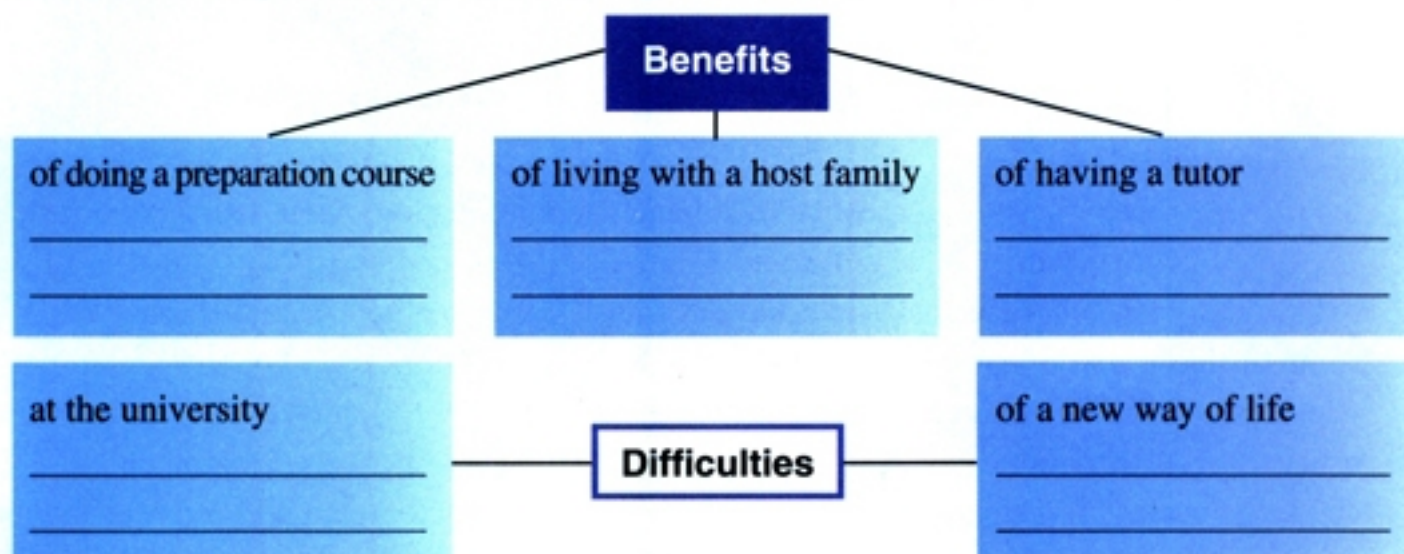 Benefits
of doing a preparation course
of living with a host family
of having a tutor
at the university
Difficulties
of a new way of life